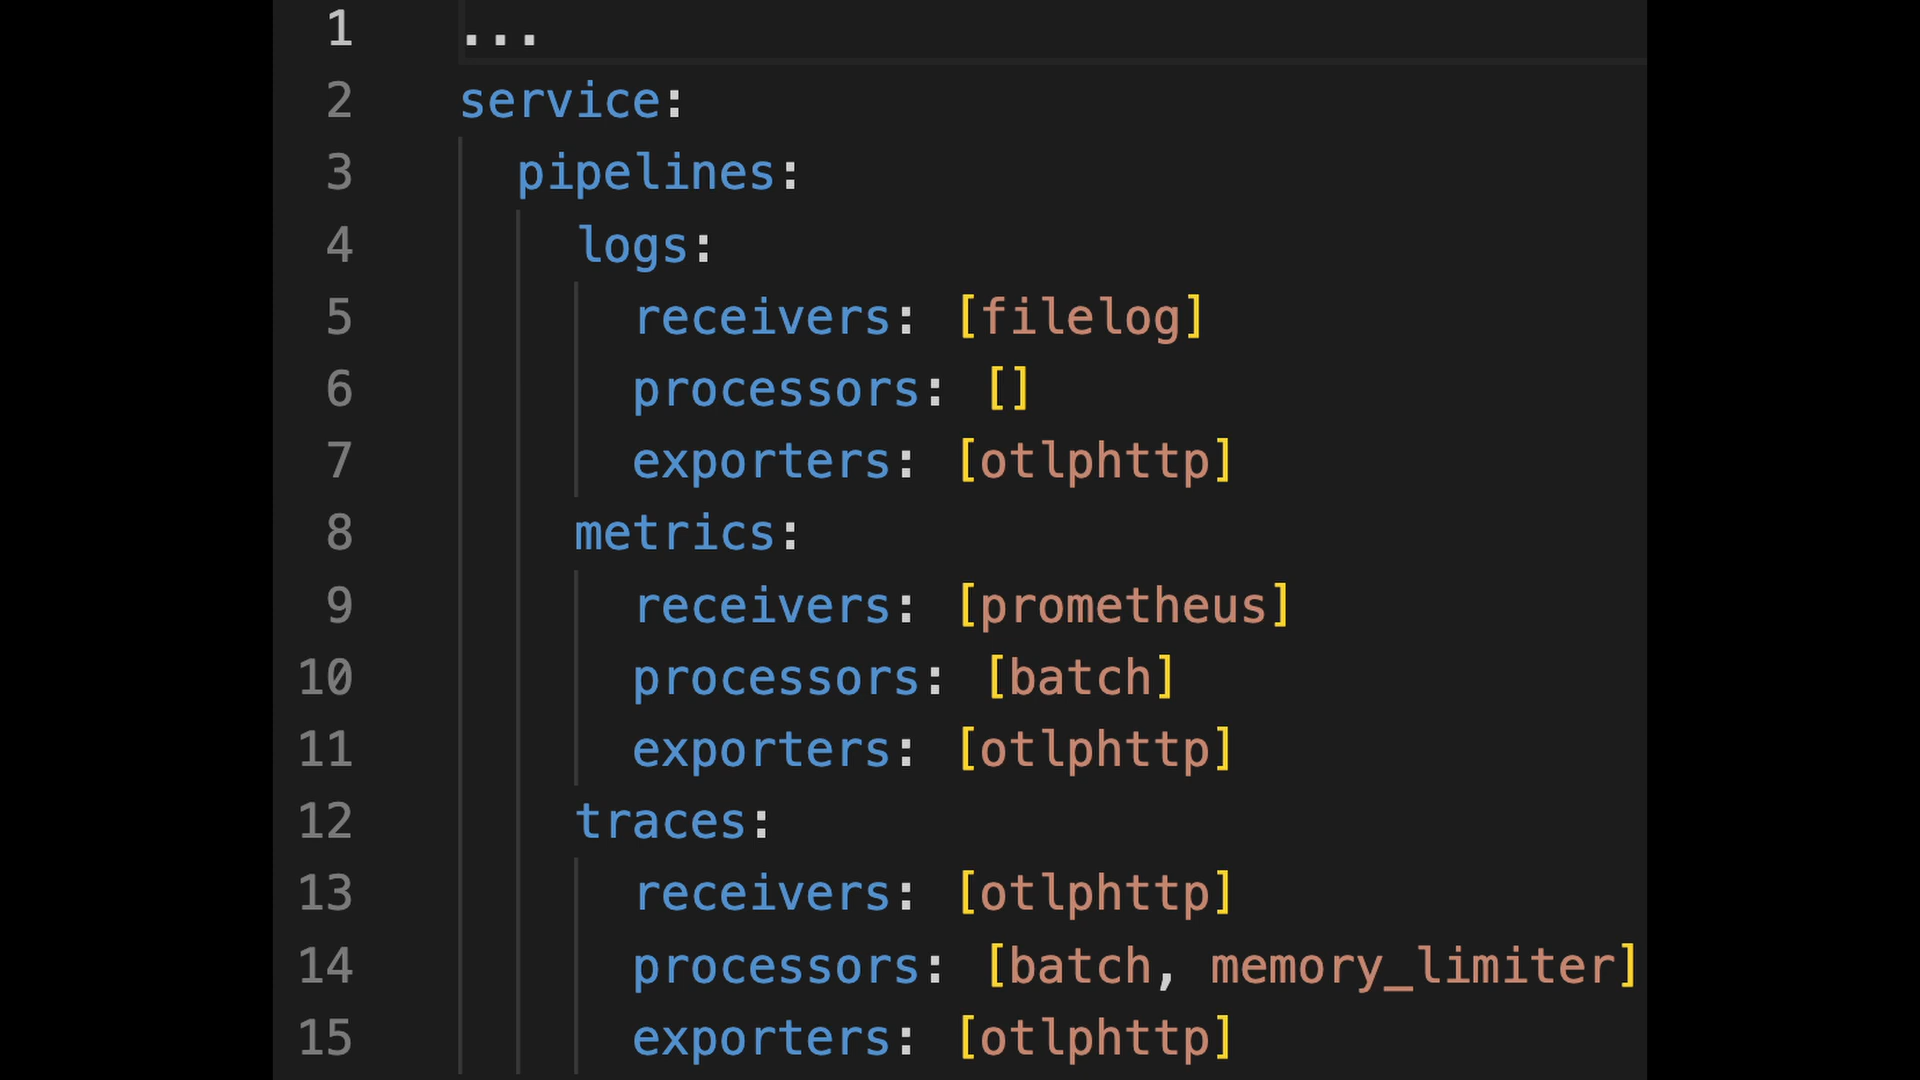 1 ...
2 service:
3 pipelines:
4 logs:
5 receivers: [filelog]
6 processors: []
7 exporters: [otlphttp]
8 metrics:
9 receivers: [prometheus]
10 processors: [batch]
11 exporters: [otlphttp]
12 traces:
13 receivers: [otlphttp]
14 processors: [batch, memory_limiter]
15 exporters: [otlphttp]